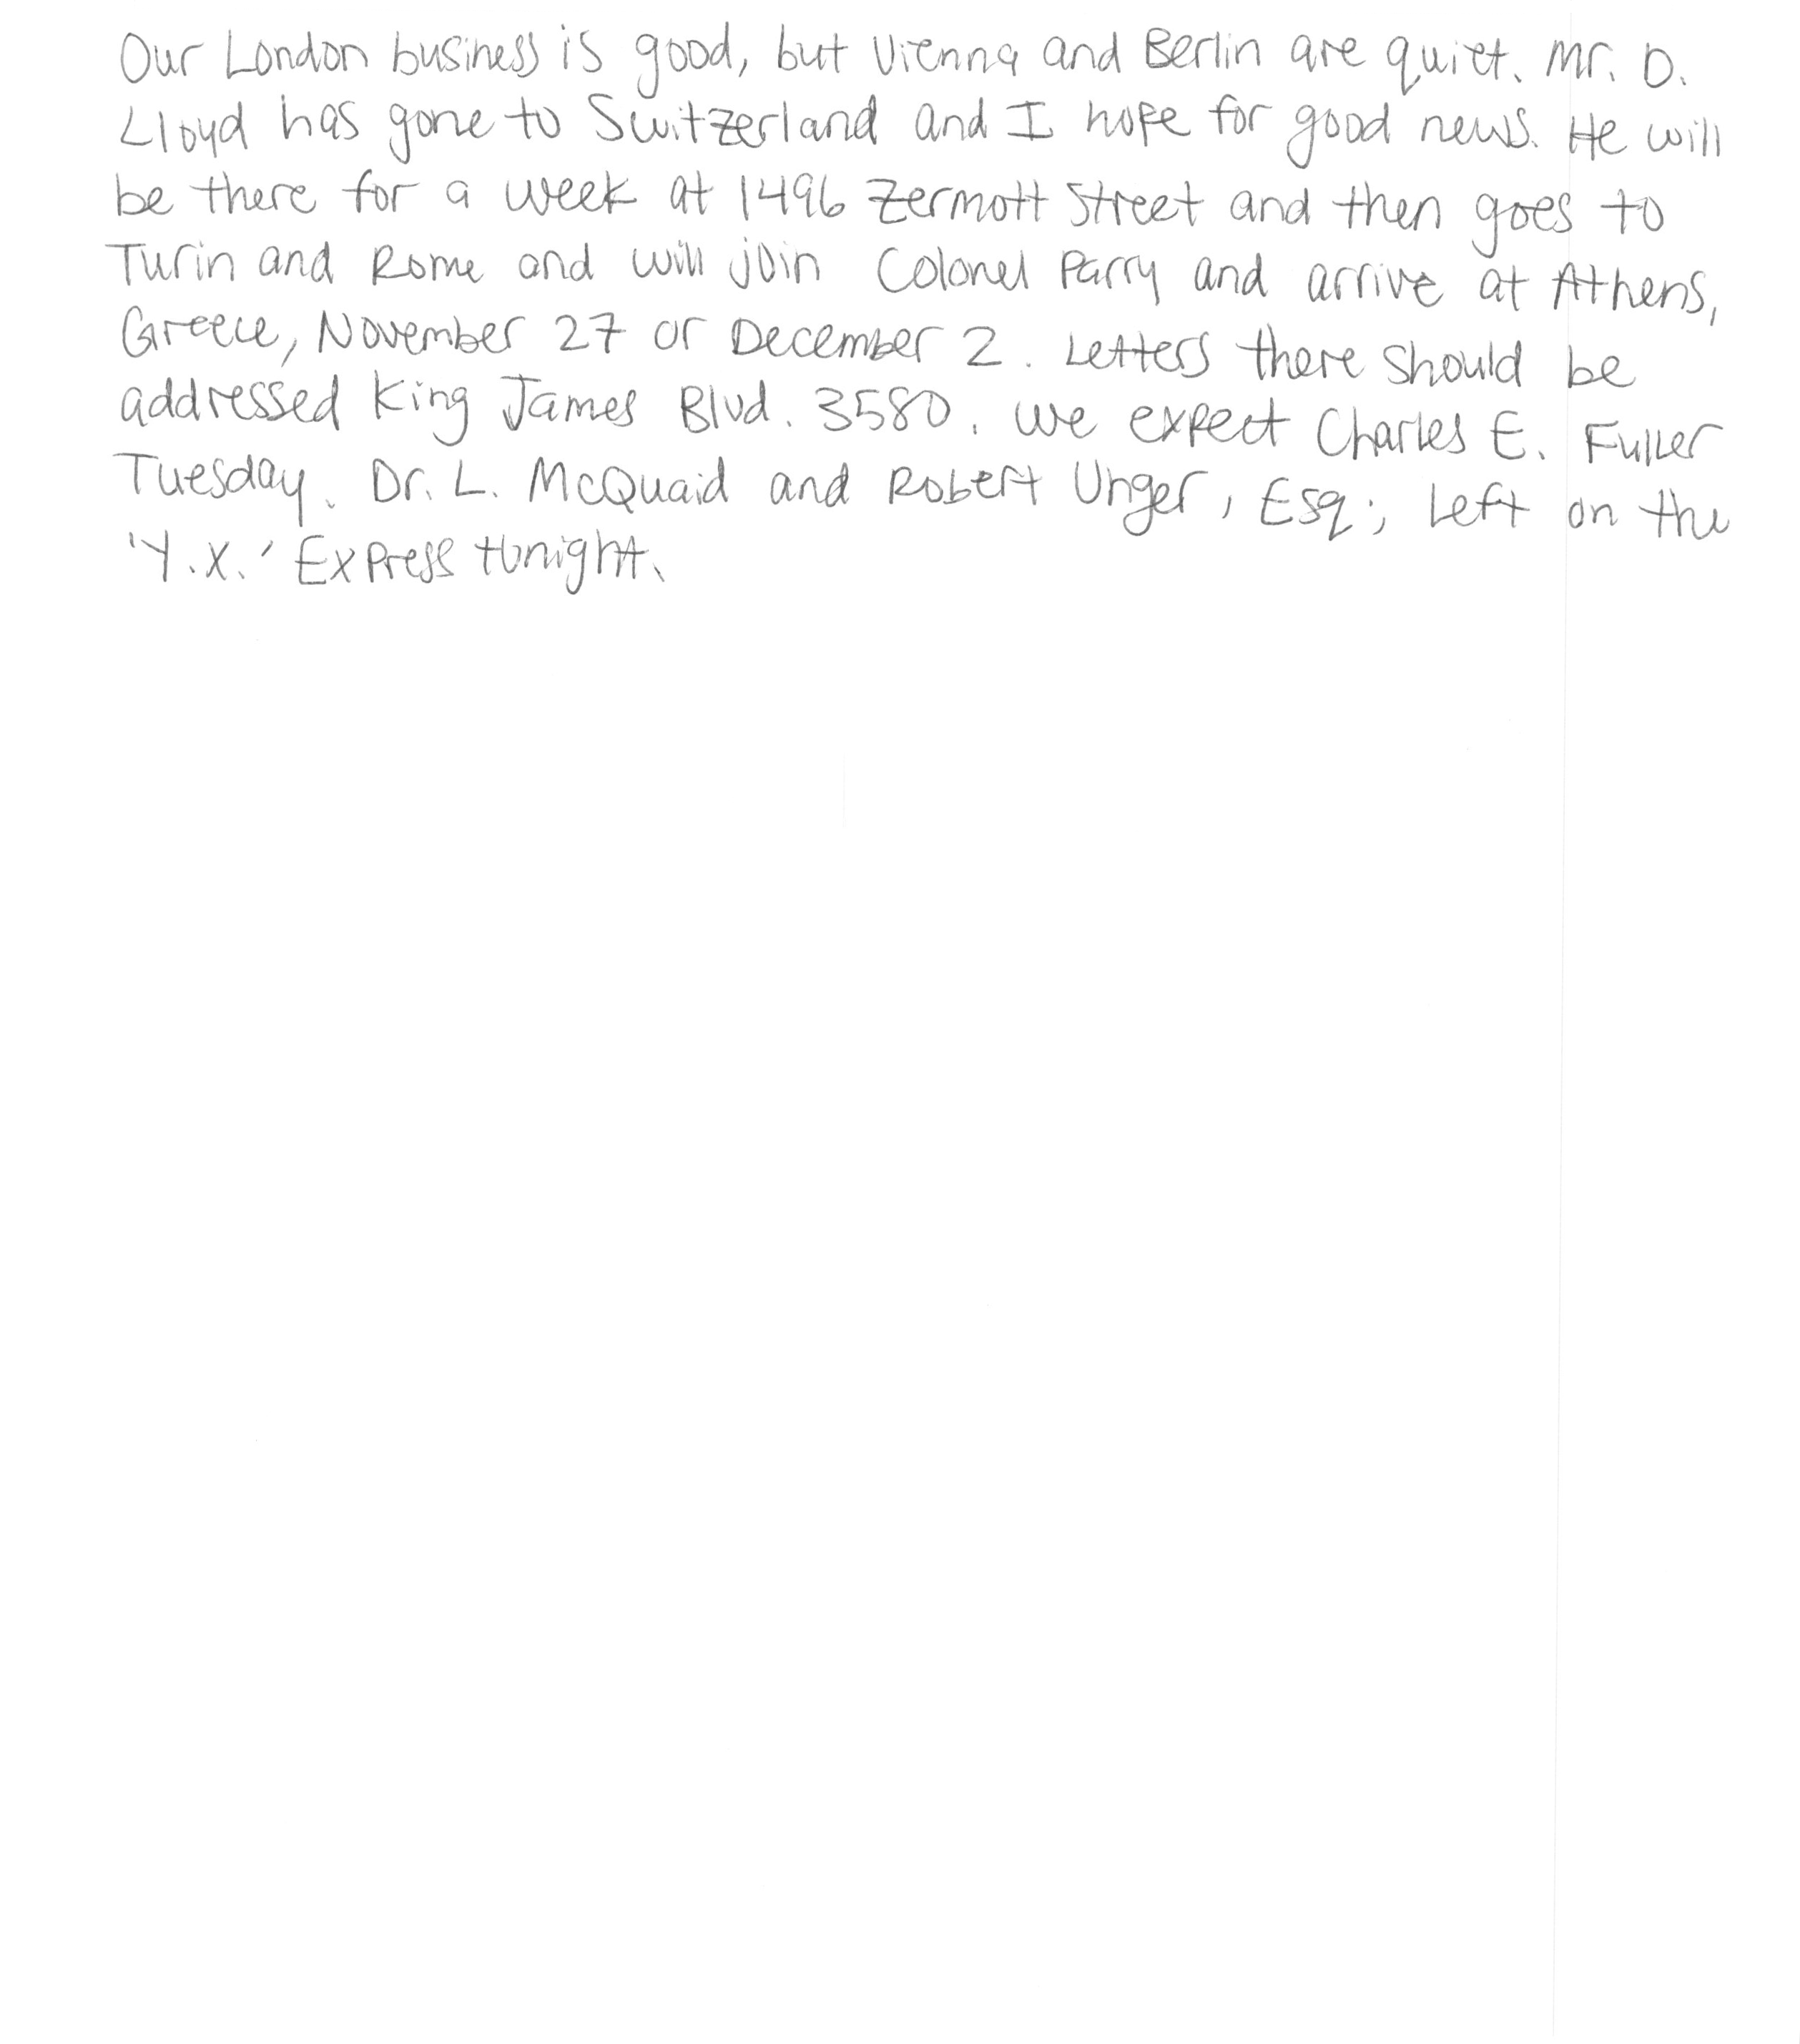 Our London business is good, but Vienna and Berlin are quiet. Mr. D.
Lloyd has gone to Switzerland and I hope for good news. He will
be there for a week at 1496 Zermott Street and then goes to
Turin and Rome and will join Colonel Parry and arrive at Athens,
Greece, November 27 or December 2. Letters there should be
addressed King James Blvd. 3580. We expect Charles E. Fuller
Tuesday. Dr. L. McQuaid and Robert Unger, Esq., left on the
'Y.X.' Express tonight.